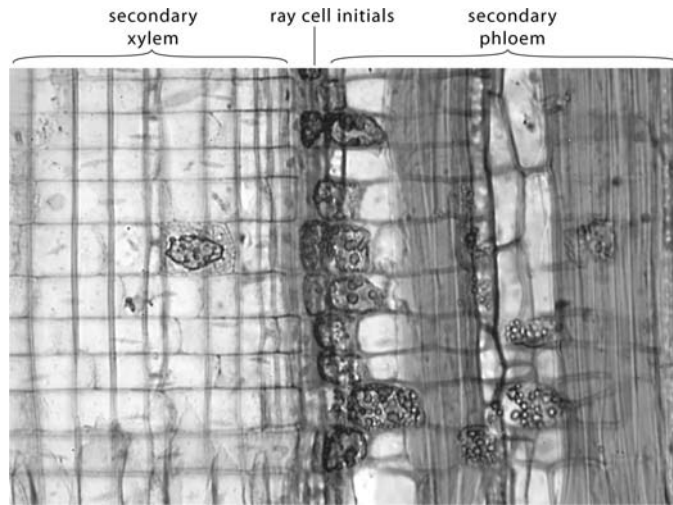 secondary
xylem
ray cell initials
secondary
phloem